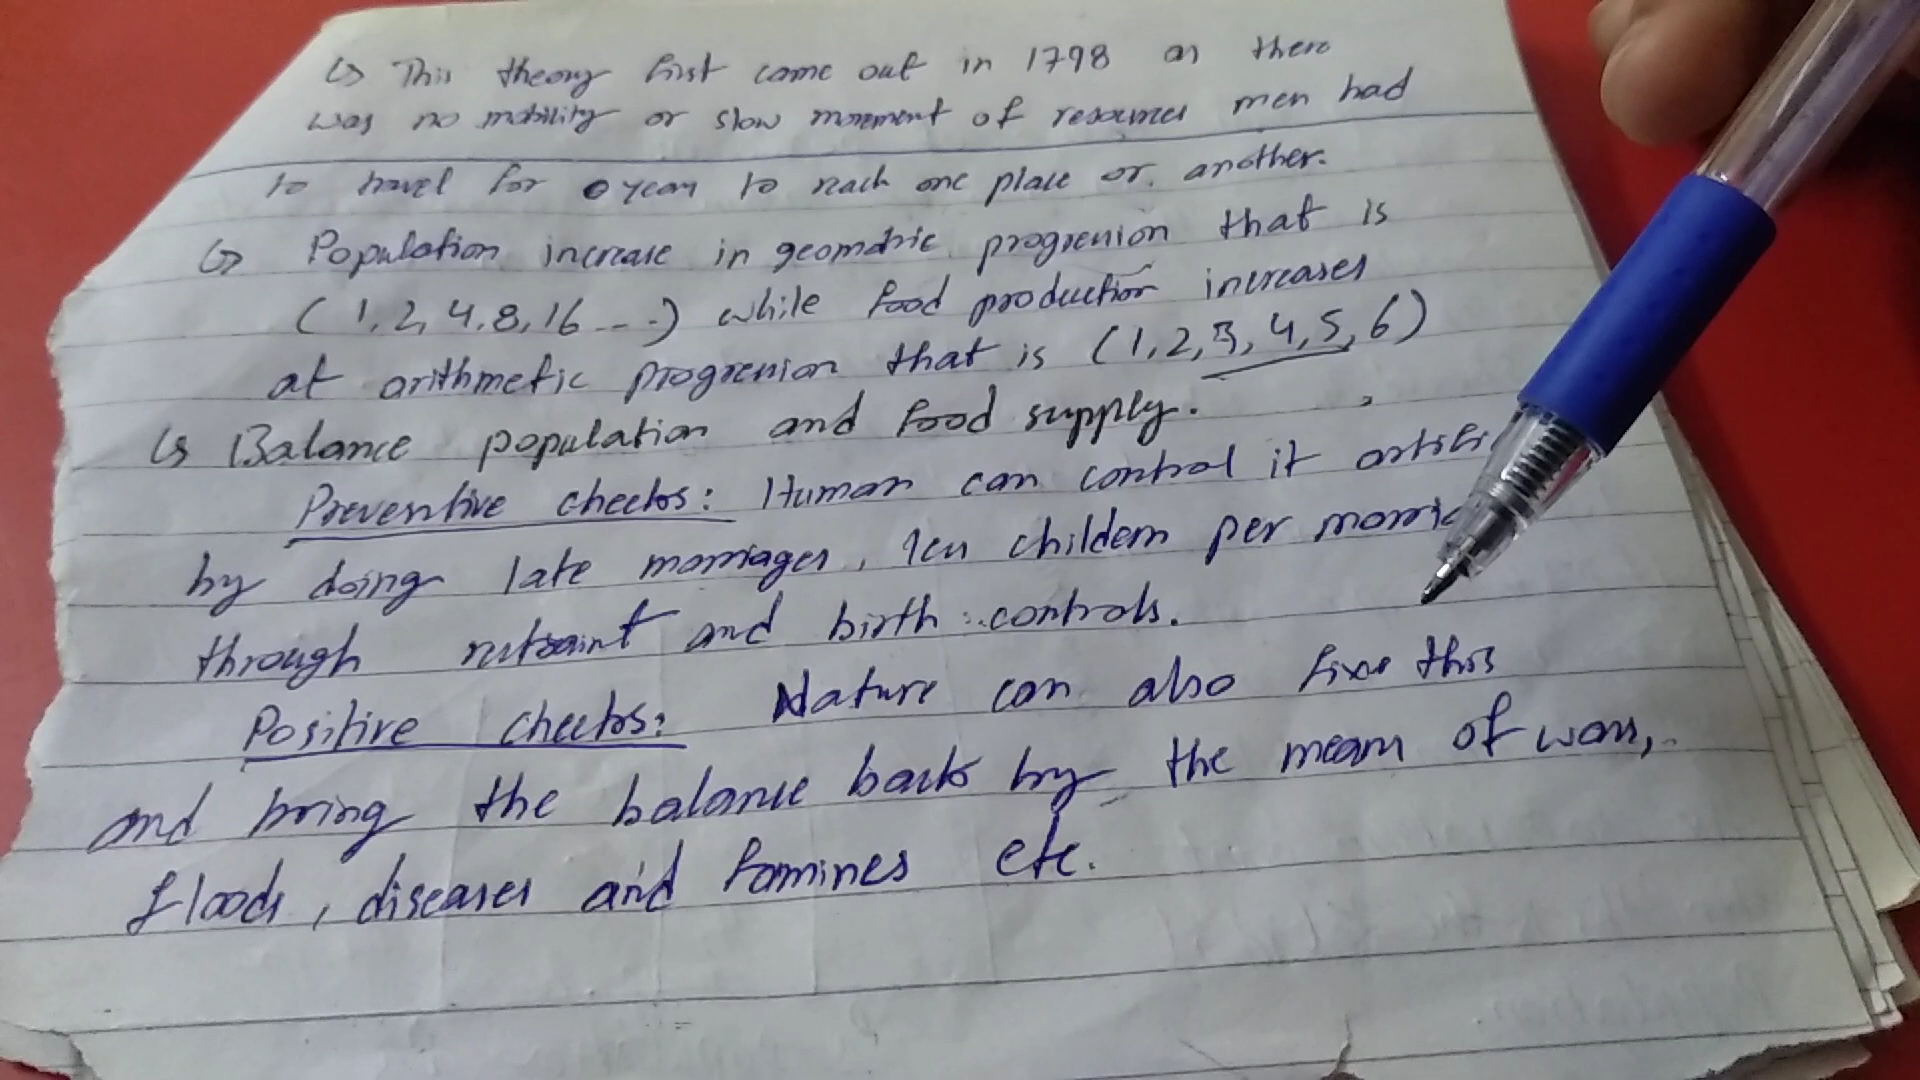 ↳ This theory first come out in 1798 as there
was no mobility or slow movement of resources men had
to travel for a year to reach one place or another.
↳ Population increase in geometric progression that is
(1,2,4,8,16 ---) while food production increases
at arithmetic progression that is (1,2,3,4,5,6)
↳ Balance population and food supply.
Preventive checks: Human can control it
by doing late marriages, less childern per
through restraint and birth controls.
Positive checks: Nature can also fixes this
and bring the balance back by the mean of wars,
floods, diseases and famines etc.